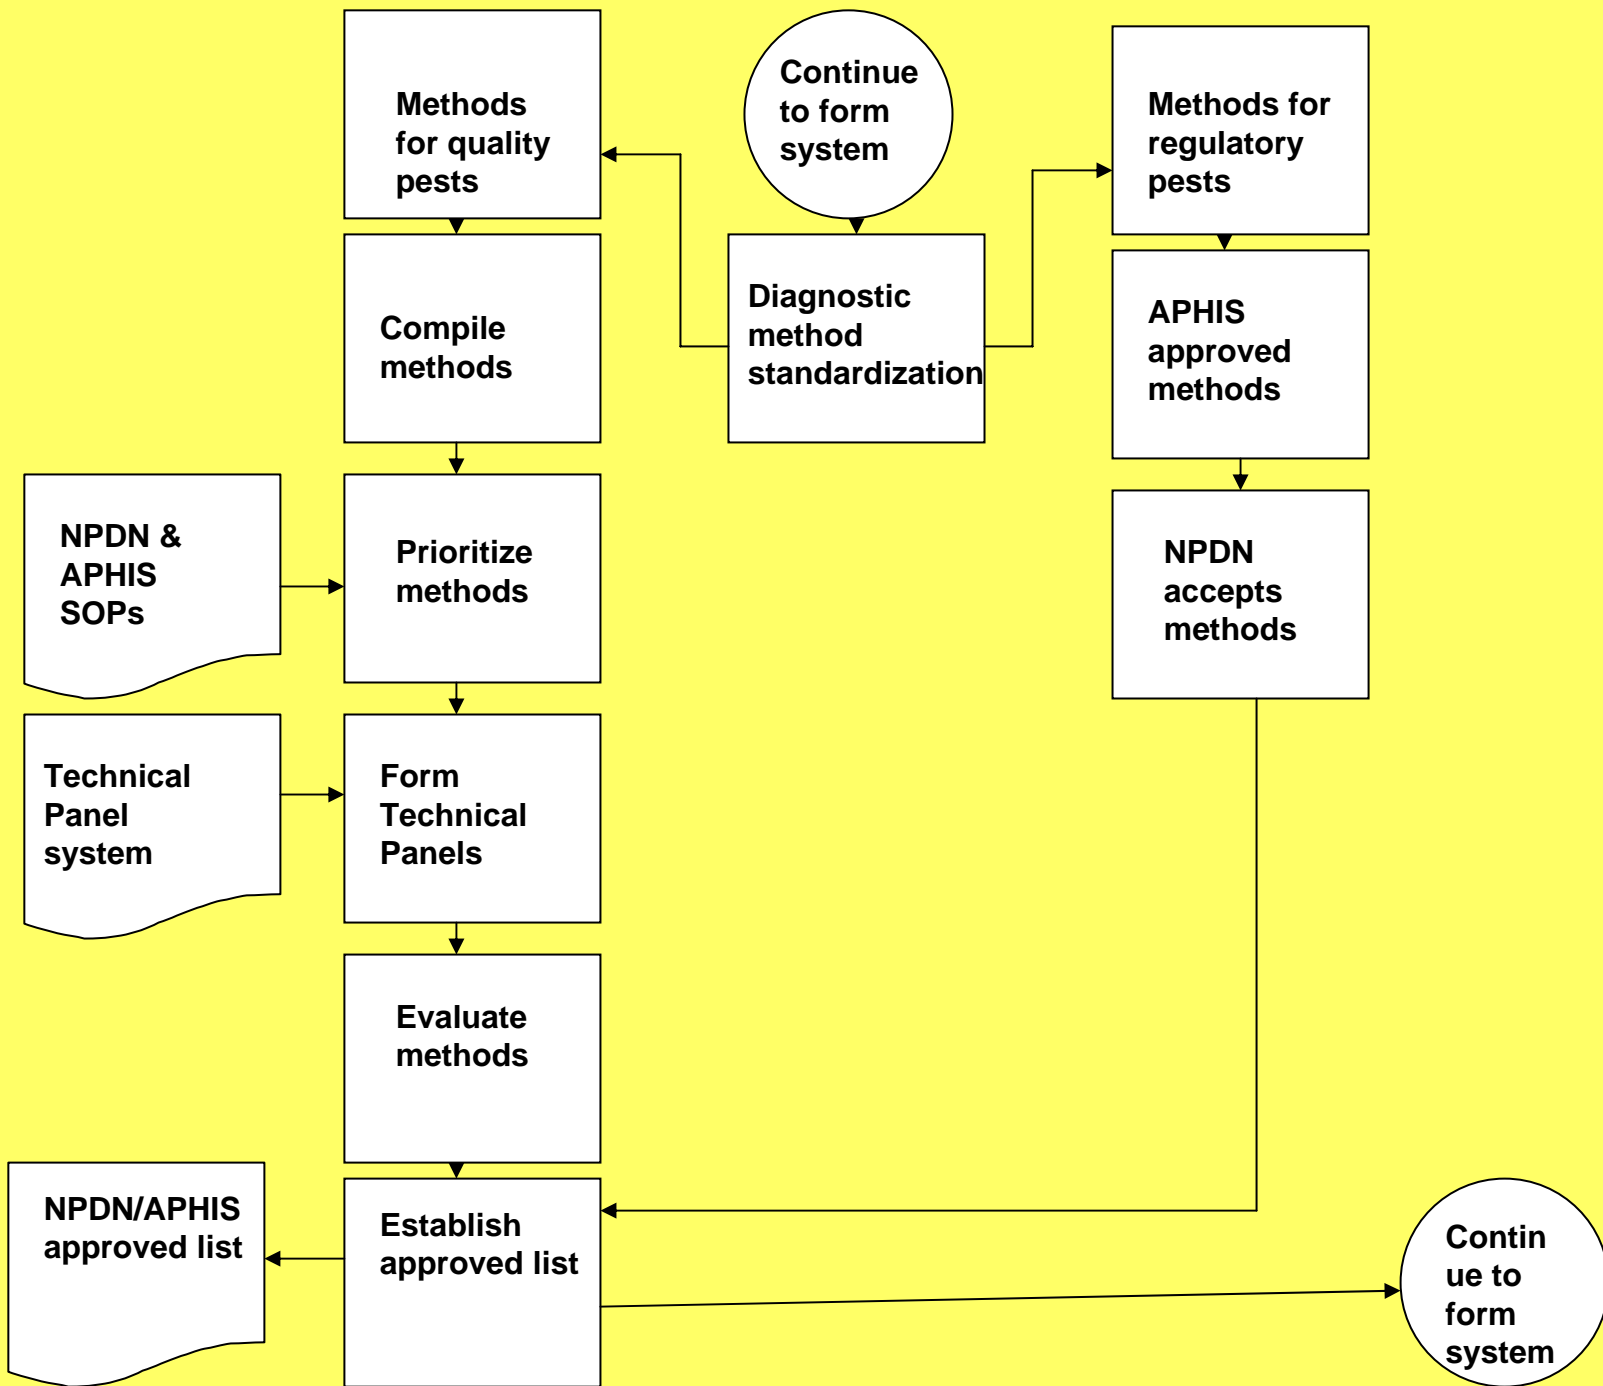 Methods
for quality
pests
Continue
to form
system
Methods for
regulatory
pests
Compile
methods
Diagnostic
method
standardization
APHIS
approved
methods
NPDN &
APHIS
SOPs
Prioritize
methods
NPDN
accepts
methods
Technical
Panel
system
Form
Technical
Panels
Evaluate
methods
NPDN/APHIS
approved list
Establish
approved list
Contin
ue to
form
system